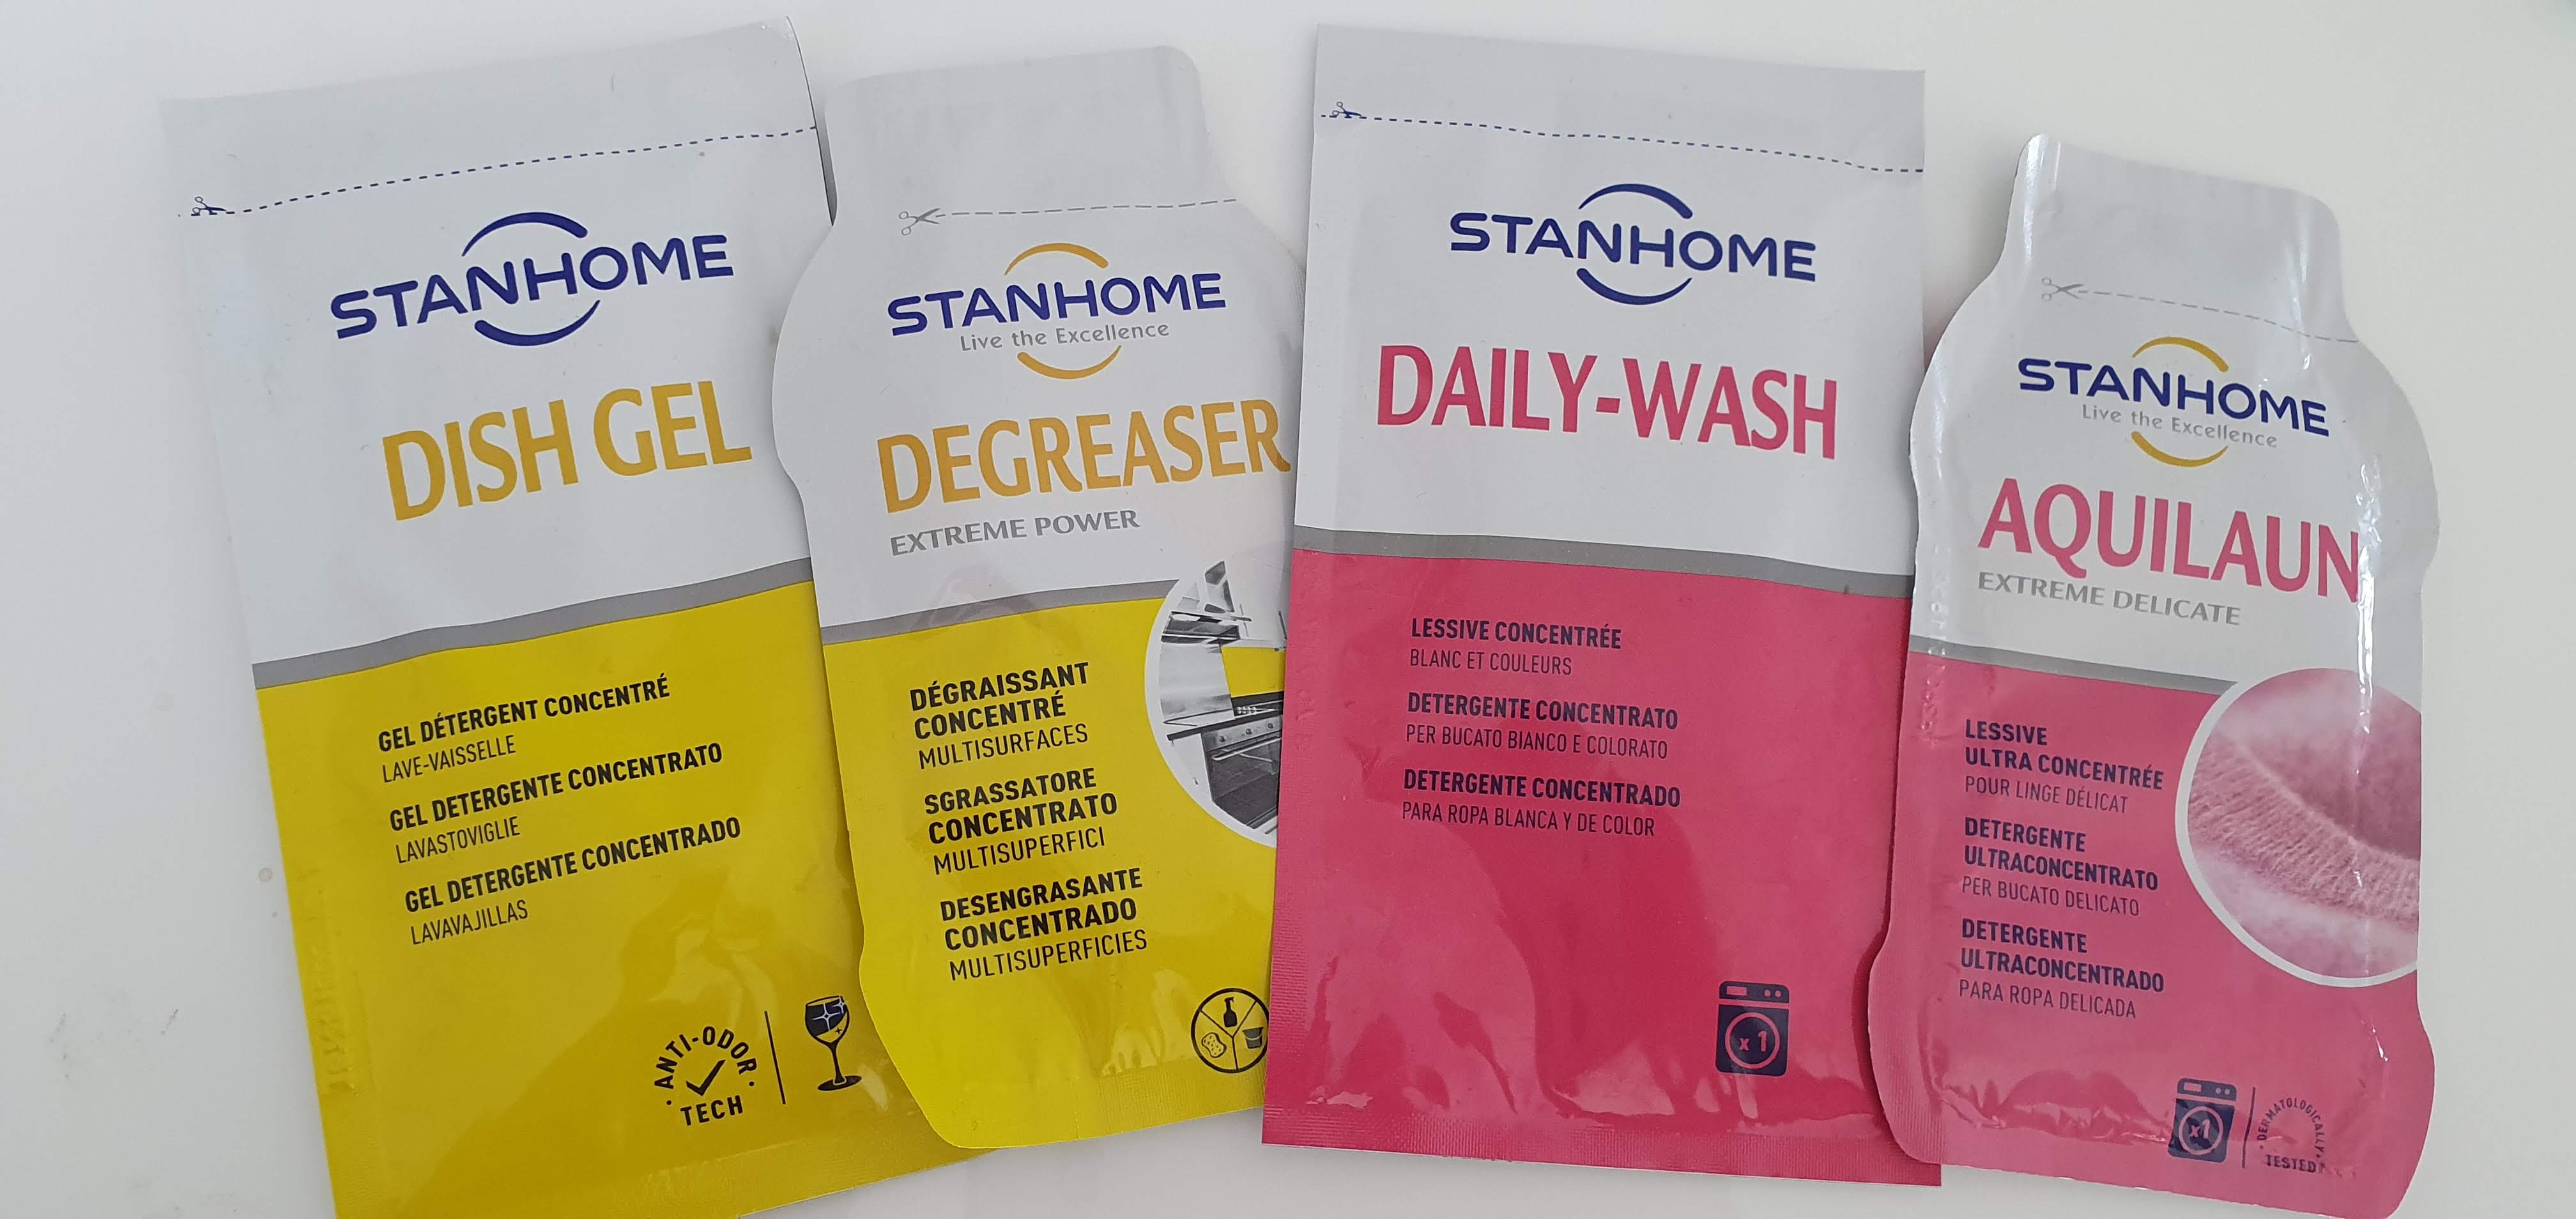 STANHOME
DISH GEL
GEL DÉTERGENT CONCENTRÉ
LAVE-VAISSELLE
GEL DETERGENTE CONCENTRATO
LAVASTOVIGLIE
GEL DETERGENTE CONCENTRADO
LAVAVAJILLAS
ANTI-ODOR
TECH
STANHOME
Live the Excellence
DEGREASER
EXTREME POWER
DÉGRAISSANT
CONCENTRÉ
MULTISURFACES
SGRASSATORE
CONCENTRATO
MULTISUPERFICI
DESENGRASANTE
CONCENTRADO
MULTISUPERFICIES
STANHOME
DAILY-WASH
LESSIVE CONCENTRÉE
BLANC ET COULEURS
DETERGENTE CONCENTRATO
PER BUCATO BIANCO E COLORATO
DETERGENTE CONCENTRADO
PARA ROPA BLANCA Y DE COLOR
x 1
STANHOME
Live the Excellence
AQUILAUN
EXTREME DELICATE
LESSIVE
ULTRA CONCENTRÉE
POUR LINGE DÉLICAT
DETERGENTE
ULTRACONCENTRATO
PER BUCATO DELICATO
DETERGENTE
ULTRACONCENTRADO
PARA ROPA DELICADA
x1
DERMATOLOGICALLY
TESTED